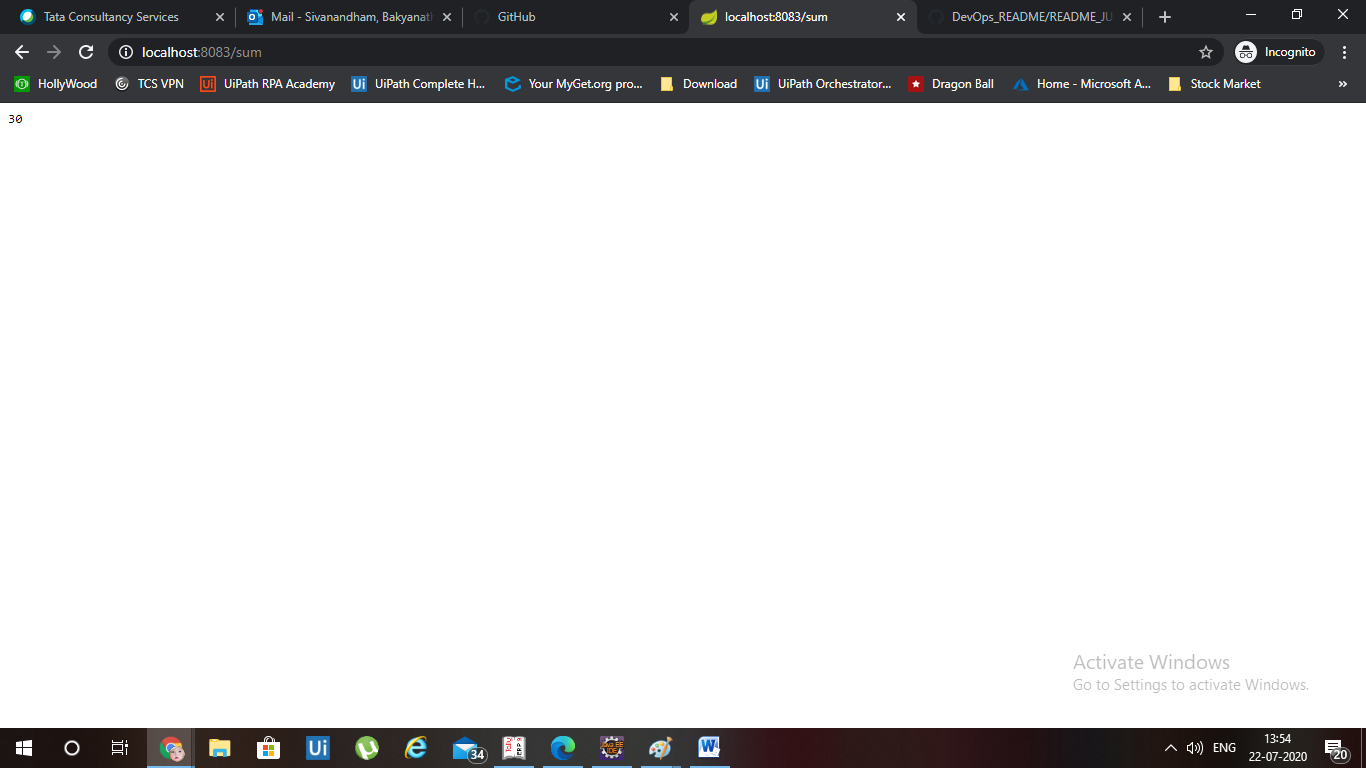 Tata Consultancy Services
Mail - Sivanandham, Bakyanath
GitHub
localhost:8083/sum
DevOps_README/README_JU
localhost:8083/sum
Incognito
HollyWood
TCS VPN
UiPath RPA Academy
UiPath Complete H...
Your MyGet.org pro...
Download
UiPath Orchestrator...
Dragon Ball
Home - Microsoft A...
Stock Market
30
Activate Windows
Go to Settings to activate Windows.
Ui
34
ENG
13:54
22-07-2020
20